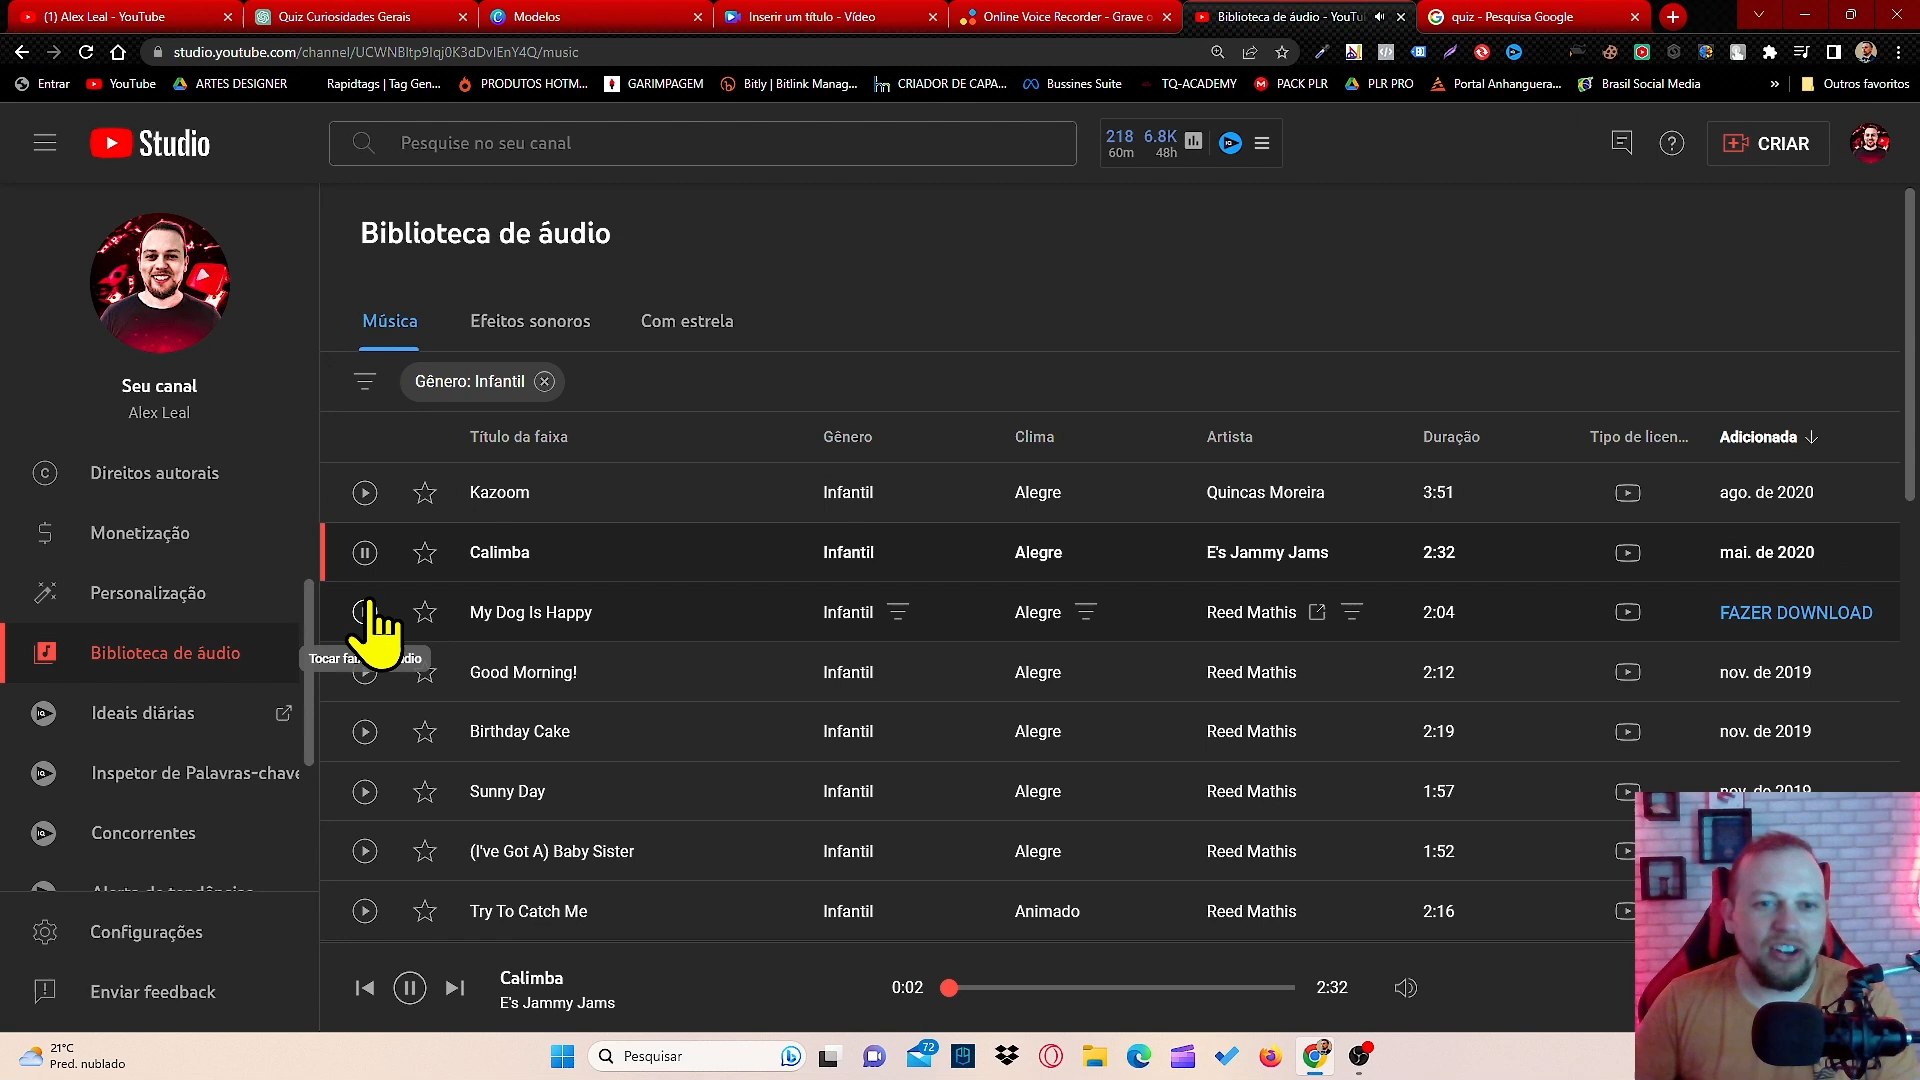 (1) Alex Leal - YouTube
Quiz Curiosidades Gerais
Modelos
Inserir um título - Vídeo
Online Voice Recorder - Grave o
Biblioteca de áudio - YouTu
quiz - Pesquisa Google
studio.youtube.com/channel/UCWNBltp9Iqj0K3dDvlEnY4Q/music
Entrar
YouTube
ARTES DESIGNER
Rapidtags | Tag Gen...
PRODUTOS HOTM...
GARIMPAGEM
Bitly | Bitlink Manag...
CRIADOR DE CAPA...
Bussines Suite
TQ-ACADEMY
PACK PLR
PLR PRO
Portal Anhanguera...
Brasil Social Media
»
Outros favoritos
Studio
Pesquise no seu canal
218 6.8K
60m 48h
CRIAR
Seu canal
Alex Leal
Direitos autorais
Monetização
Personalização
Biblioteca de áudio
Ideais diárias
Inspetor de Palavras-chave
Concorrentes
Alerta de tendências
Configurações
Enviar feedback
Biblioteca de áudio
Música
Efeitos sonoros
Com estrela
Gênero: Infantil
Título da faixa Gênero Clima Artista Duração Tipo de licen... Adicionada
Kazoom Infantil Alegre Quincas Moreira 3:51 ago. de 2020
Calimba Infantil Alegre E's Jammy Jams 2:32 mai. de 2020
My Dog Is Happy Infantil Alegre Reed Mathis 2:04 FAZER DOWNLOAD
Tocar
Good Morning! Infantil Alegre Reed Mathis 2:12 nov. de 2019
Birthday Cake Infantil Alegre Reed Mathis 2:19 nov. de 2019
Sunny Day Infantil Alegre Reed Mathis 1:57 nov. de 2019
(I've Got A) Baby Sister Infantil Alegre Reed Mathis 1:52
Try To Catch Me Infantil Animado Reed Mathis 2:16
Calimba
E's Jammy Jams
0:02
2:32
21°C
Pred. nublado
Pesquisar
72